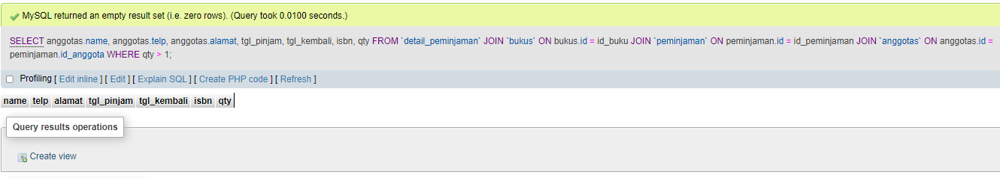 MySQL returned an empty result set (i.e. zero rows). (Query took 0.0100 seconds.)
SELECT anggotas.name, anggotas.telp, anggotas.alamat, tgl_pinjam, tgl_kembali, isbn, qty FROM `detail_peminjaman` JOIN `bukus` ON bukus.id = id_buku JOIN `peminjaman` ON peminjaman.id = id_peminjaman JOIN `anggotas` ON anggotas.id =
peminjaman.id_anggota WHERE qty > 1;
Profiling [ Edit inline ] [ Edit ] [ Explain SQL ] [ Create PHP code ] [ Refresh ]
name telp alamat tgl_pinjam tgl_kembali isbn qty
Query results operations
Create view